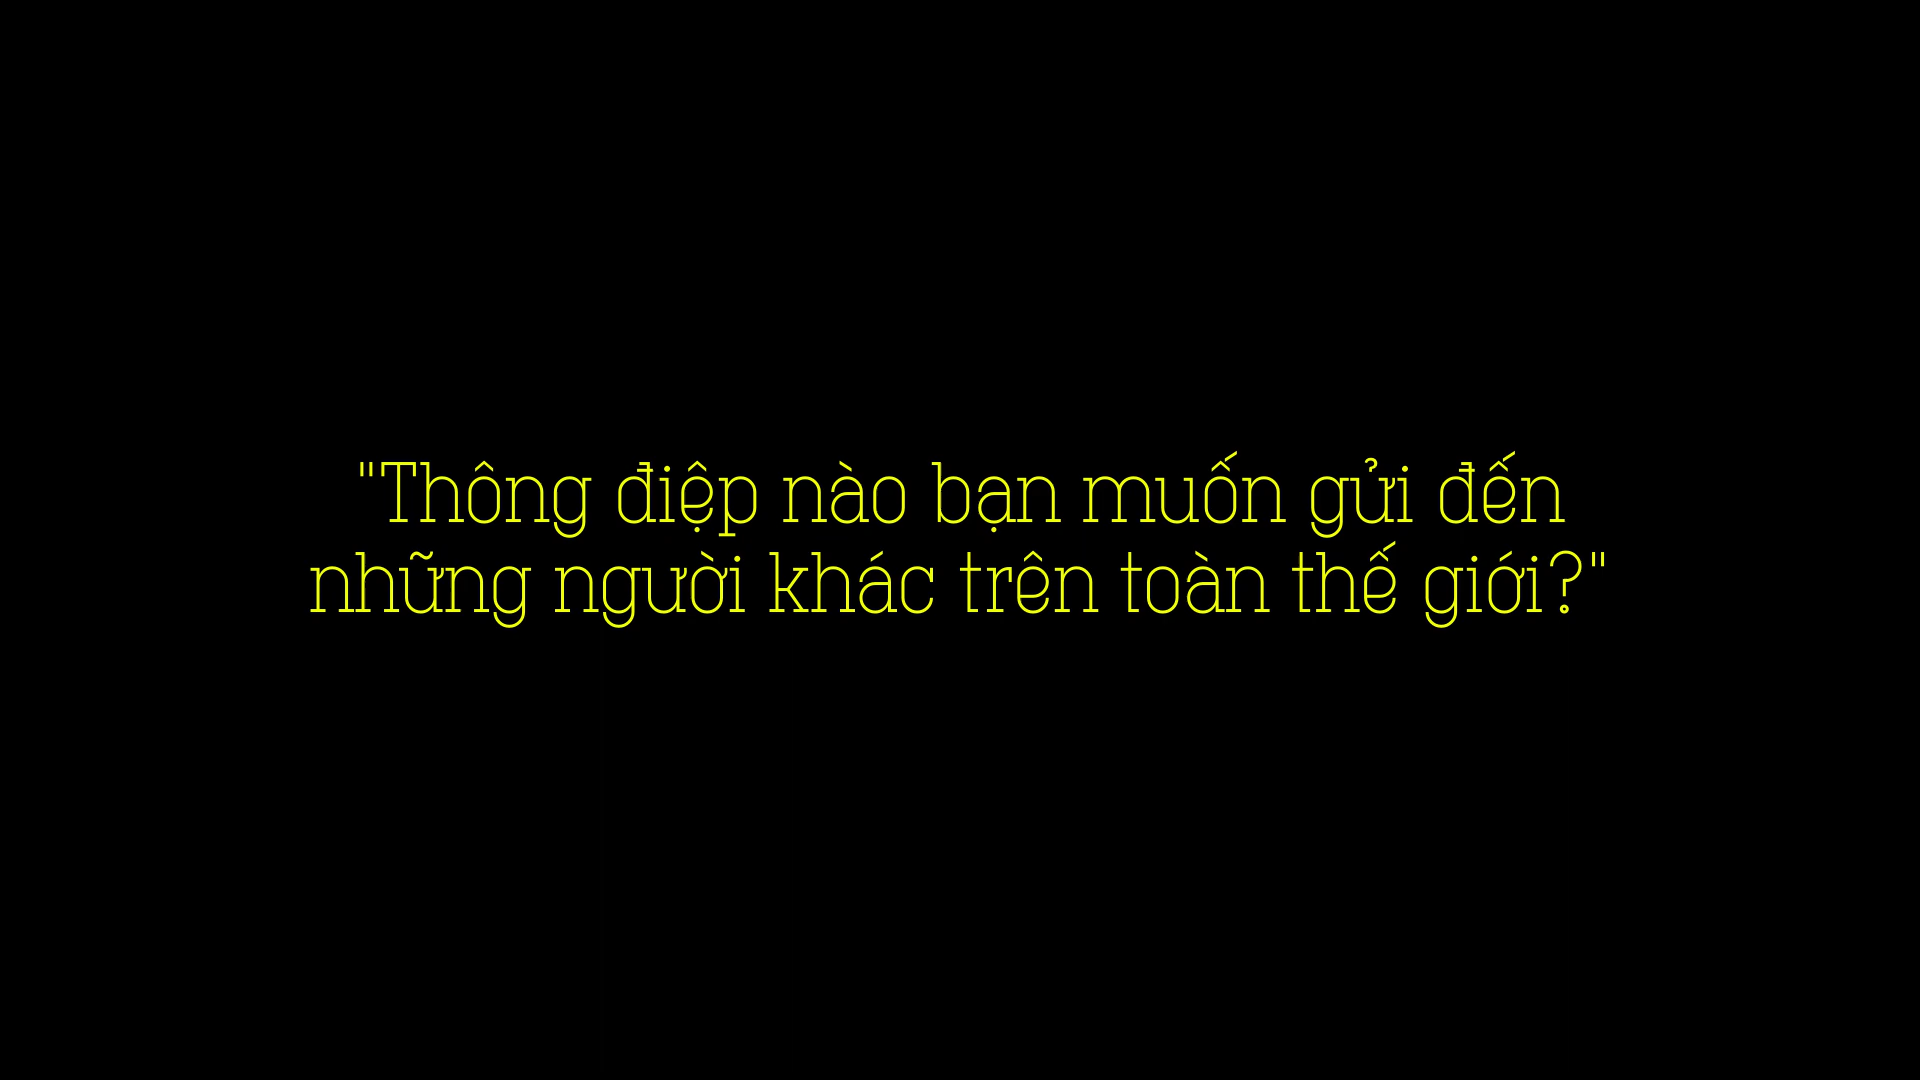 "Thông điệp nào bạn muốn gửi đến
những người khác trên toàn thế giới?"